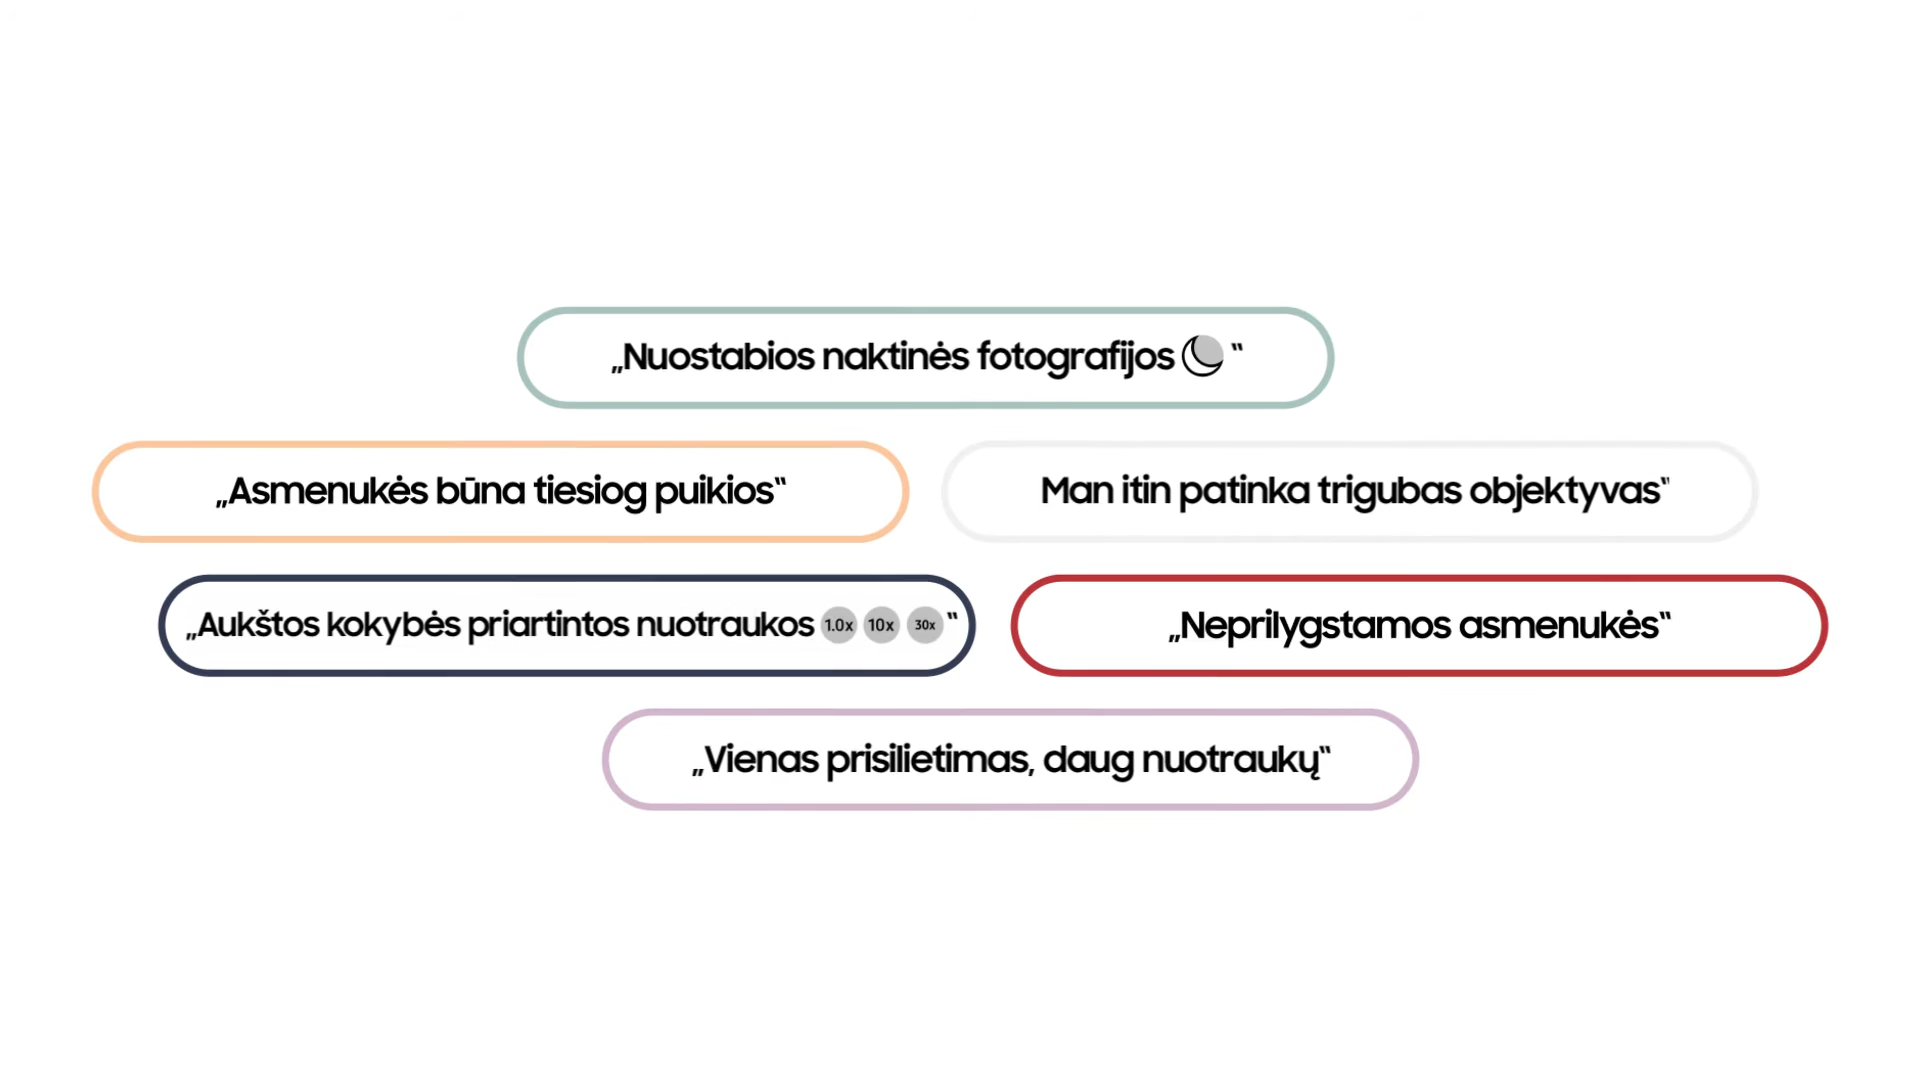 „Nuostabios naktinės fotografijos “
„Asmenukės būna tiesiog puikios“
Man itin patinka trigubas objektyvas“
„Aukštos kokybės priartintos nuotraukos 1.0x 10x 30x “
„Neprilygstamos asmenukės“
„Vienas prisilietimas, daug nuotraukų“